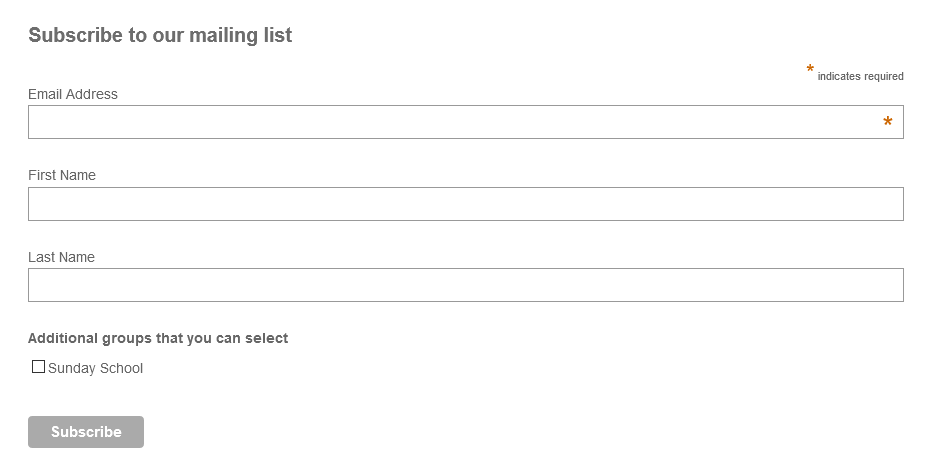 Subscribe to our mailing list
* indicates required
Email Address
*
First Name
Last Name
Additional groups that you can select
Sunday School
Subscribe